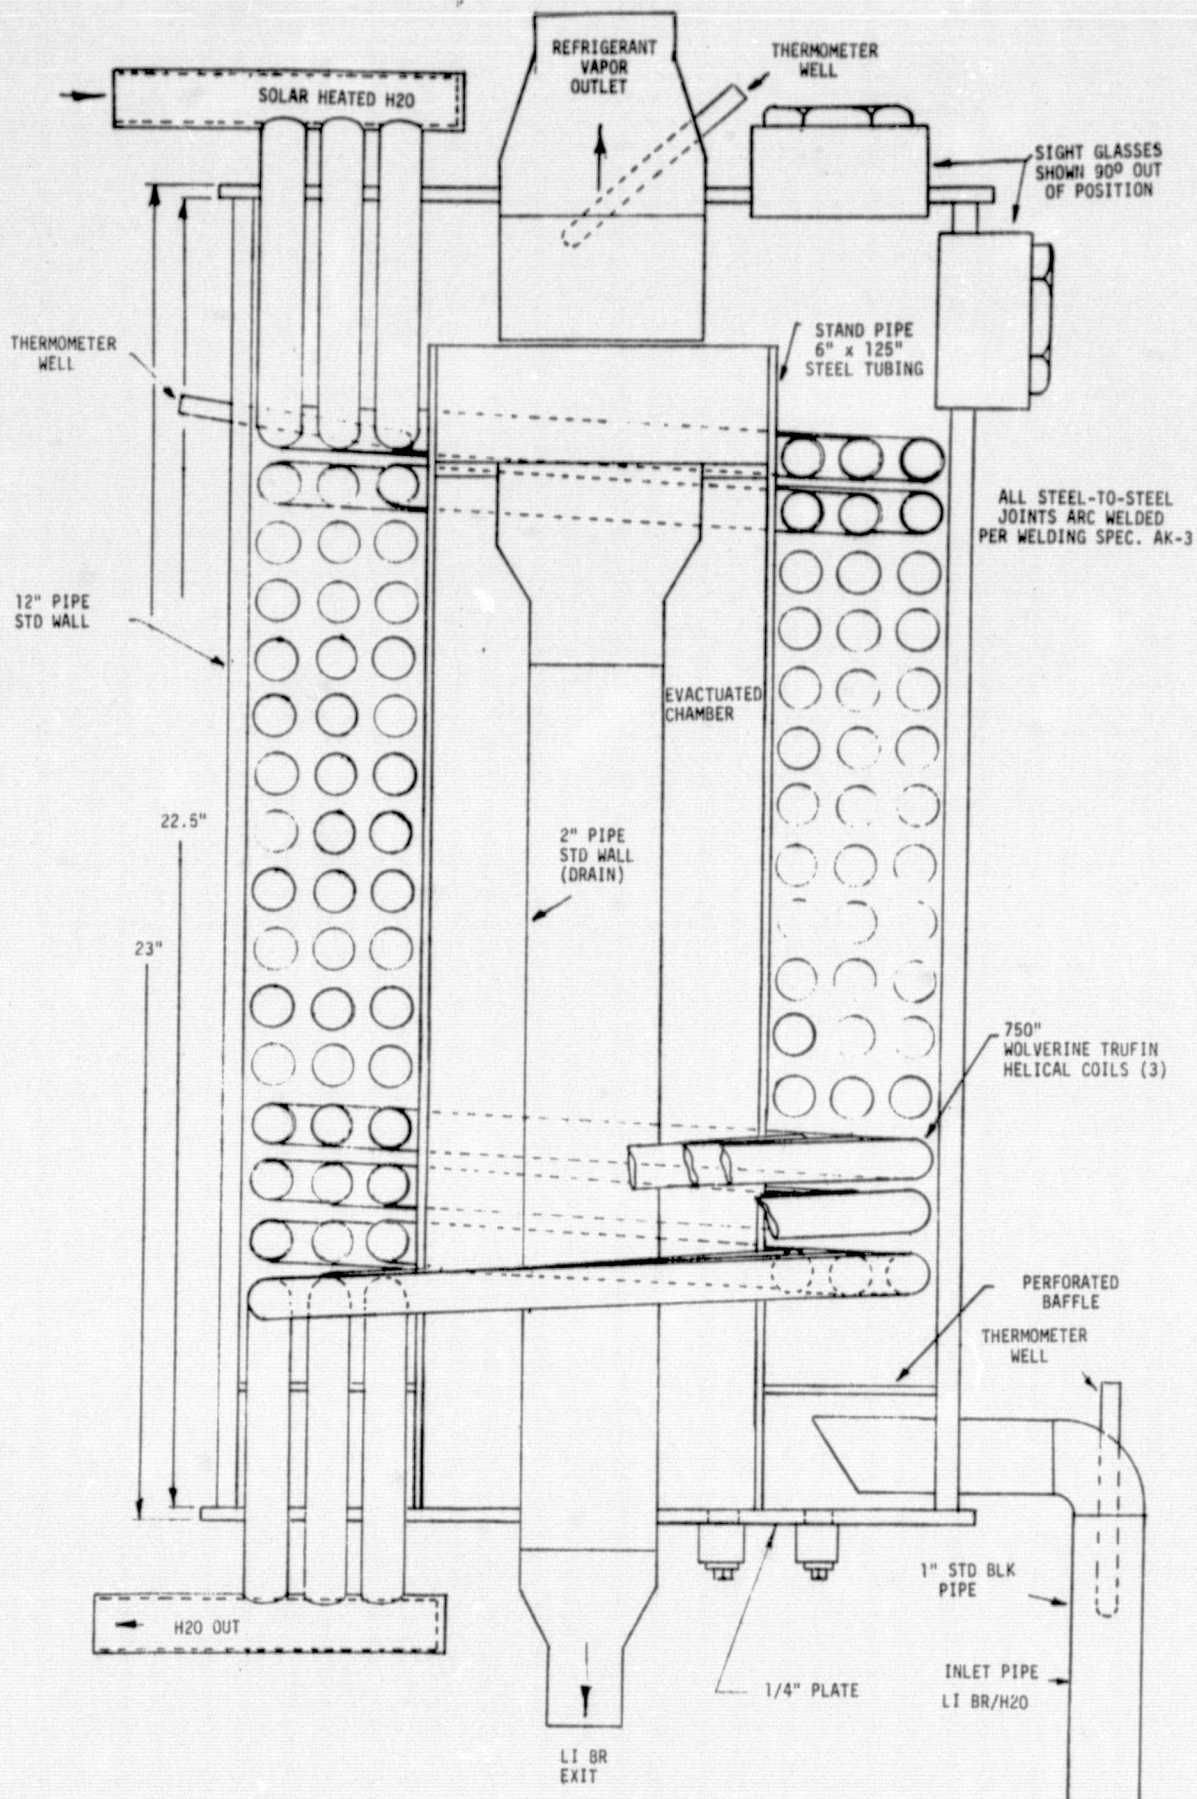 REFRIGERANT
VAPOR
OUTLET
THERMOMETER
WELL
SOLAR HEATED H2O
SIGHT GLASSES
SHOWN 90º OUT
OF POSITION
THERMOMETER
WELL
STAND PIPE
6" x 125"
STEEL TUBING
ALL STEEL-TO-STEEL
JOINTS ARC WELDED
PER WELDING SPEC. AK-3
12" PIPE
STD WALL
EVACTUATED
CHAMBER
22.5"
2" PIPE
STD WALL
(DRAIN)
23"
750"
WOLVERINE TRUFIN
HELICAL COILS (3)
PERFORATED
BAFFLE
THERMOMETER
WELL
1" STD BLK
PIPE
H2O OUT
INLET PIPE
LI BR/H2O
1/4" PLATE
LI BR
EXIT